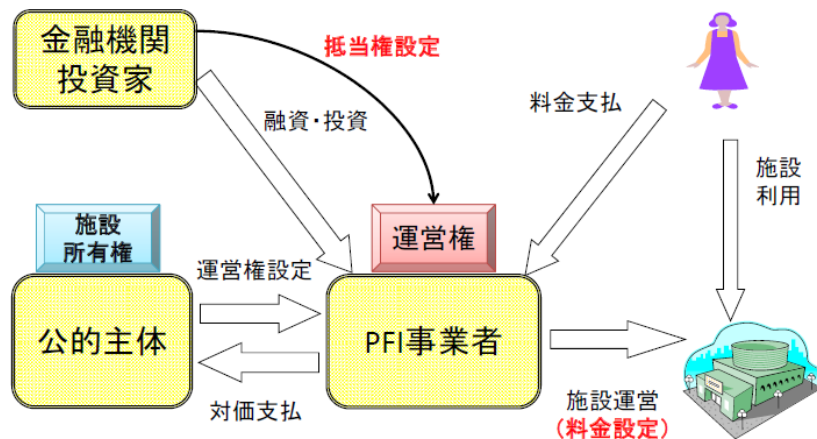 金融機関
投資家
抵当権設定
融資・投資
料金支払
施設
利用
施設
所有権
運営権
運営権設定
公的主体
PFI事業者
対価支払
施設運営
（料金設定）